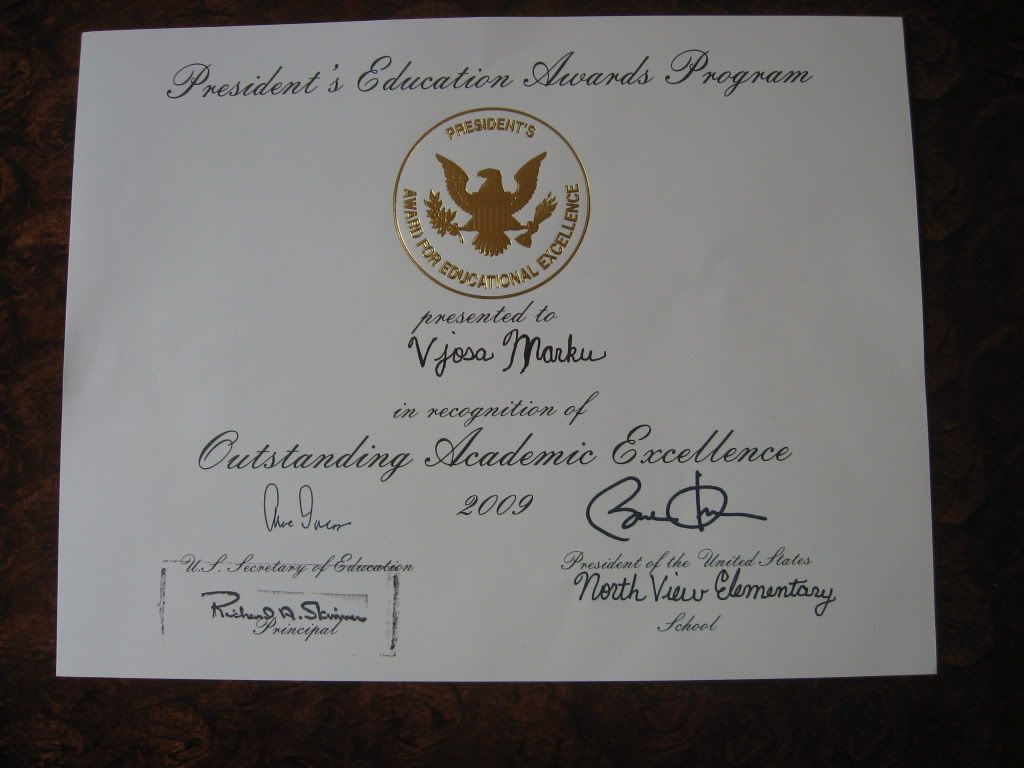 President's Education Awards Program
PRESIDENT'S
AWARD FOR EDUCATIONAL EXCELLENCE
presented to
Vjosa Marku
in recognition of
Outstanding Academic Excellence
2009
U.S. Secretary of Education
President of the United States
North View Elementary
Richard A. Skinner
Principal
School